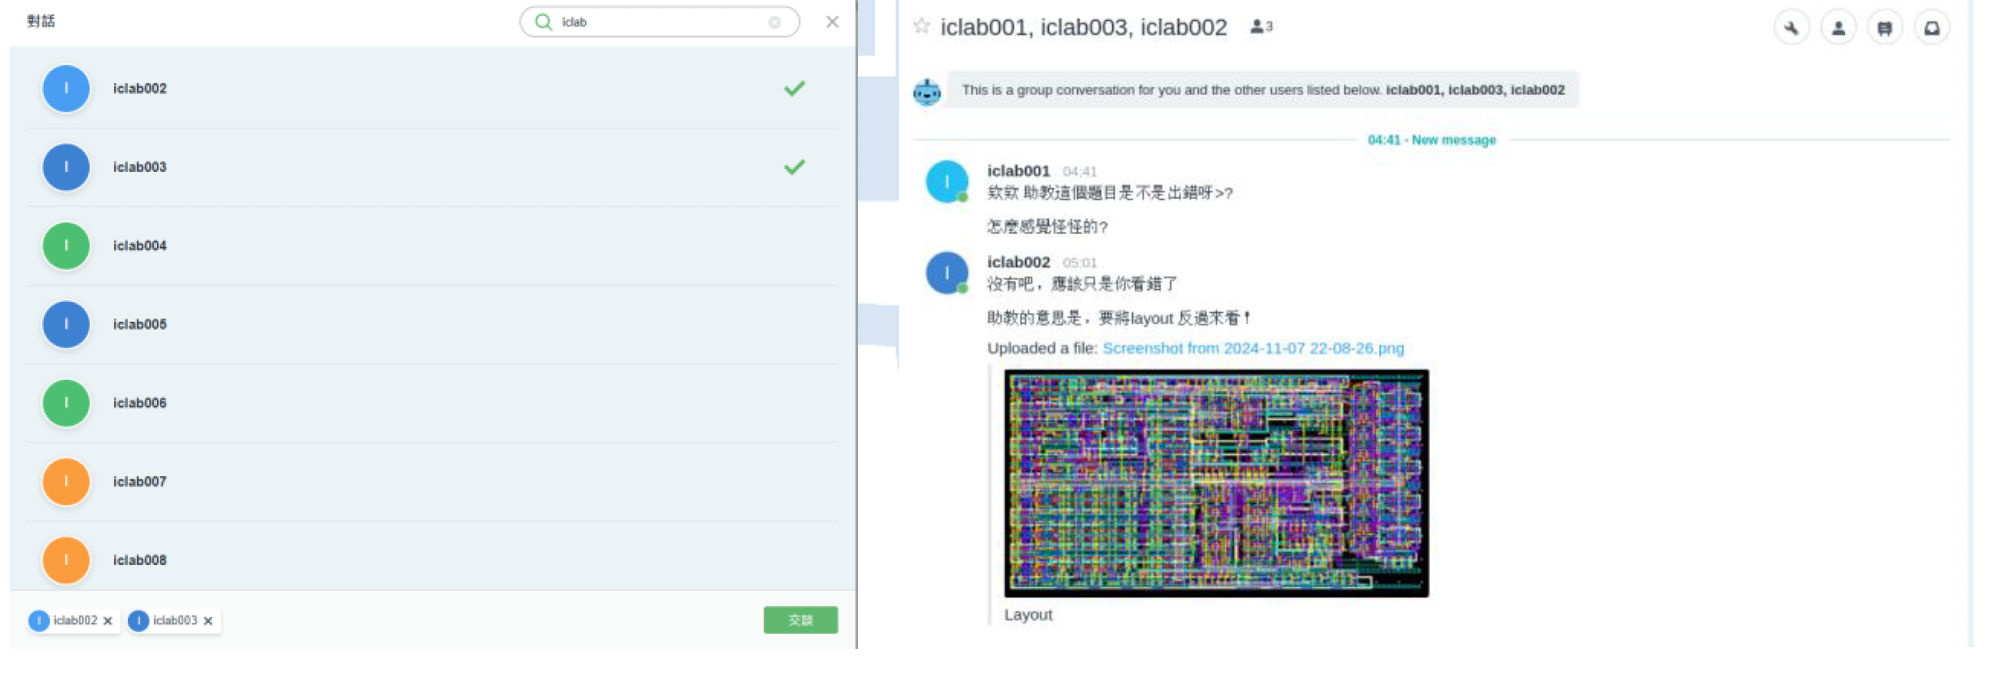 對話
iclab
I
iclab002
I
iclab003
I
iclab004
I
iclab005
I
iclab006
I
iclab007
I
iclab008
I iclab002 × I iclab003 ×
交談
iclab001, iclab003, iclab002 3
This is a group conversation for you and the other users listed below. iclab001, iclab003, iclab002
04:41 - New message
I
iclab001 04:41
欸欸 助教這個題目是不是出錯呀>?
怎麼感覺怪怪的?
I
iclab002 05:01
沒有吧，應該只是你看錯了
助教的意思是，要將layout 反過來看！
Uploaded a file: Screenshot from 2024-11-07 22-08-26.png
Layout